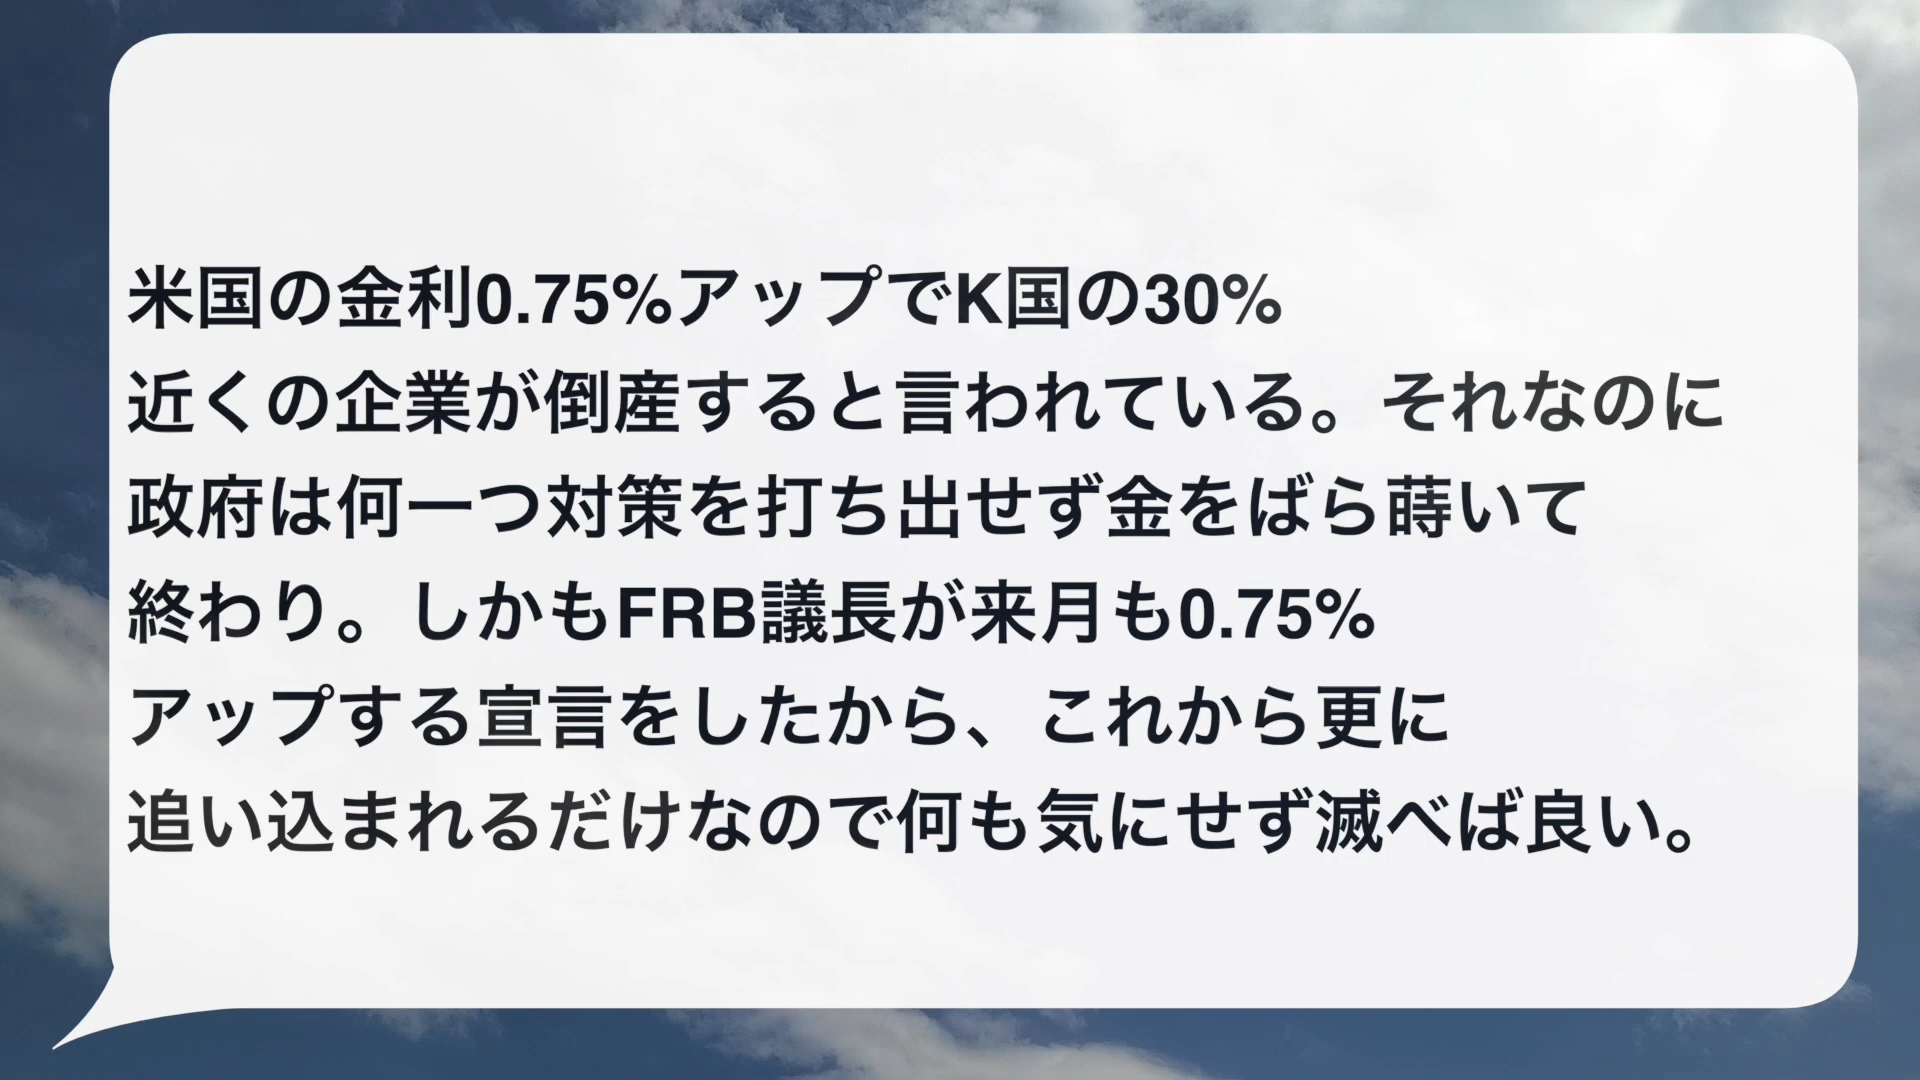 米国の金利0.75%アップでK国の30%
近くの企業が倒産すると言われている。それなのに
政府は何一つ対策を打ち出せず金をばら蒔いて
終わり。しかもFRB議長が来月も0.75%
アップする宣言をしたから、これから更に
追い込まれるだけなので何も気にせず滅べば良い。